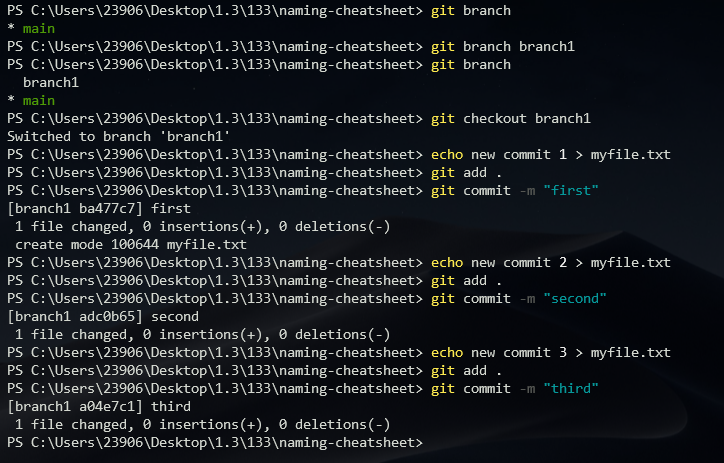 PS C:\Users\23906\Desktop\1.3\133\naming-cheatsheet> git branch
* main
PS C:\Users\23906\Desktop\1.3\133\naming-cheatsheet> git branch branch1
PS C:\Users\23906\Desktop\1.3\133\naming-cheatsheet> git branch
  branch1
* main
PS C:\Users\23906\Desktop\1.3\133\naming-cheatsheet> git checkout branch1
Switched to branch 'branch1'
PS C:\Users\23906\Desktop\1.3\133\naming-cheatsheet> echo new commit 1 > myfile.txt
PS C:\Users\23906\Desktop\1.3\133\naming-cheatsheet> git add .
PS C:\Users\23906\Desktop\1.3\133\naming-cheatsheet> git commit -m "first"
[branch1 ba477c7] first
 1 file changed, 0 insertions(+), 0 deletions(-)
 create mode 100644 myfile.txt
PS C:\Users\23906\Desktop\1.3\133\naming-cheatsheet> echo new commit 2 > myfile.txt
PS C:\Users\23906\Desktop\1.3\133\naming-cheatsheet> git add .
PS C:\Users\23906\Desktop\1.3\133\naming-cheatsheet> git commit -m "second"
[branch1 adc0b65] second
 1 file changed, 0 insertions(+), 0 deletions(-)
PS C:\Users\23906\Desktop\1.3\133\naming-cheatsheet> echo new commit 3 > myfile.txt
PS C:\Users\23906\Desktop\1.3\133\naming-cheatsheet> git add .
PS C:\Users\23906\Desktop\1.3\133\naming-cheatsheet> git commit -m "third"
[branch1 a04e7c1] third
 1 file changed, 0 insertions(+), 0 deletions(-)
PS C:\Users\23906\Desktop\1.3\133\naming-cheatsheet>